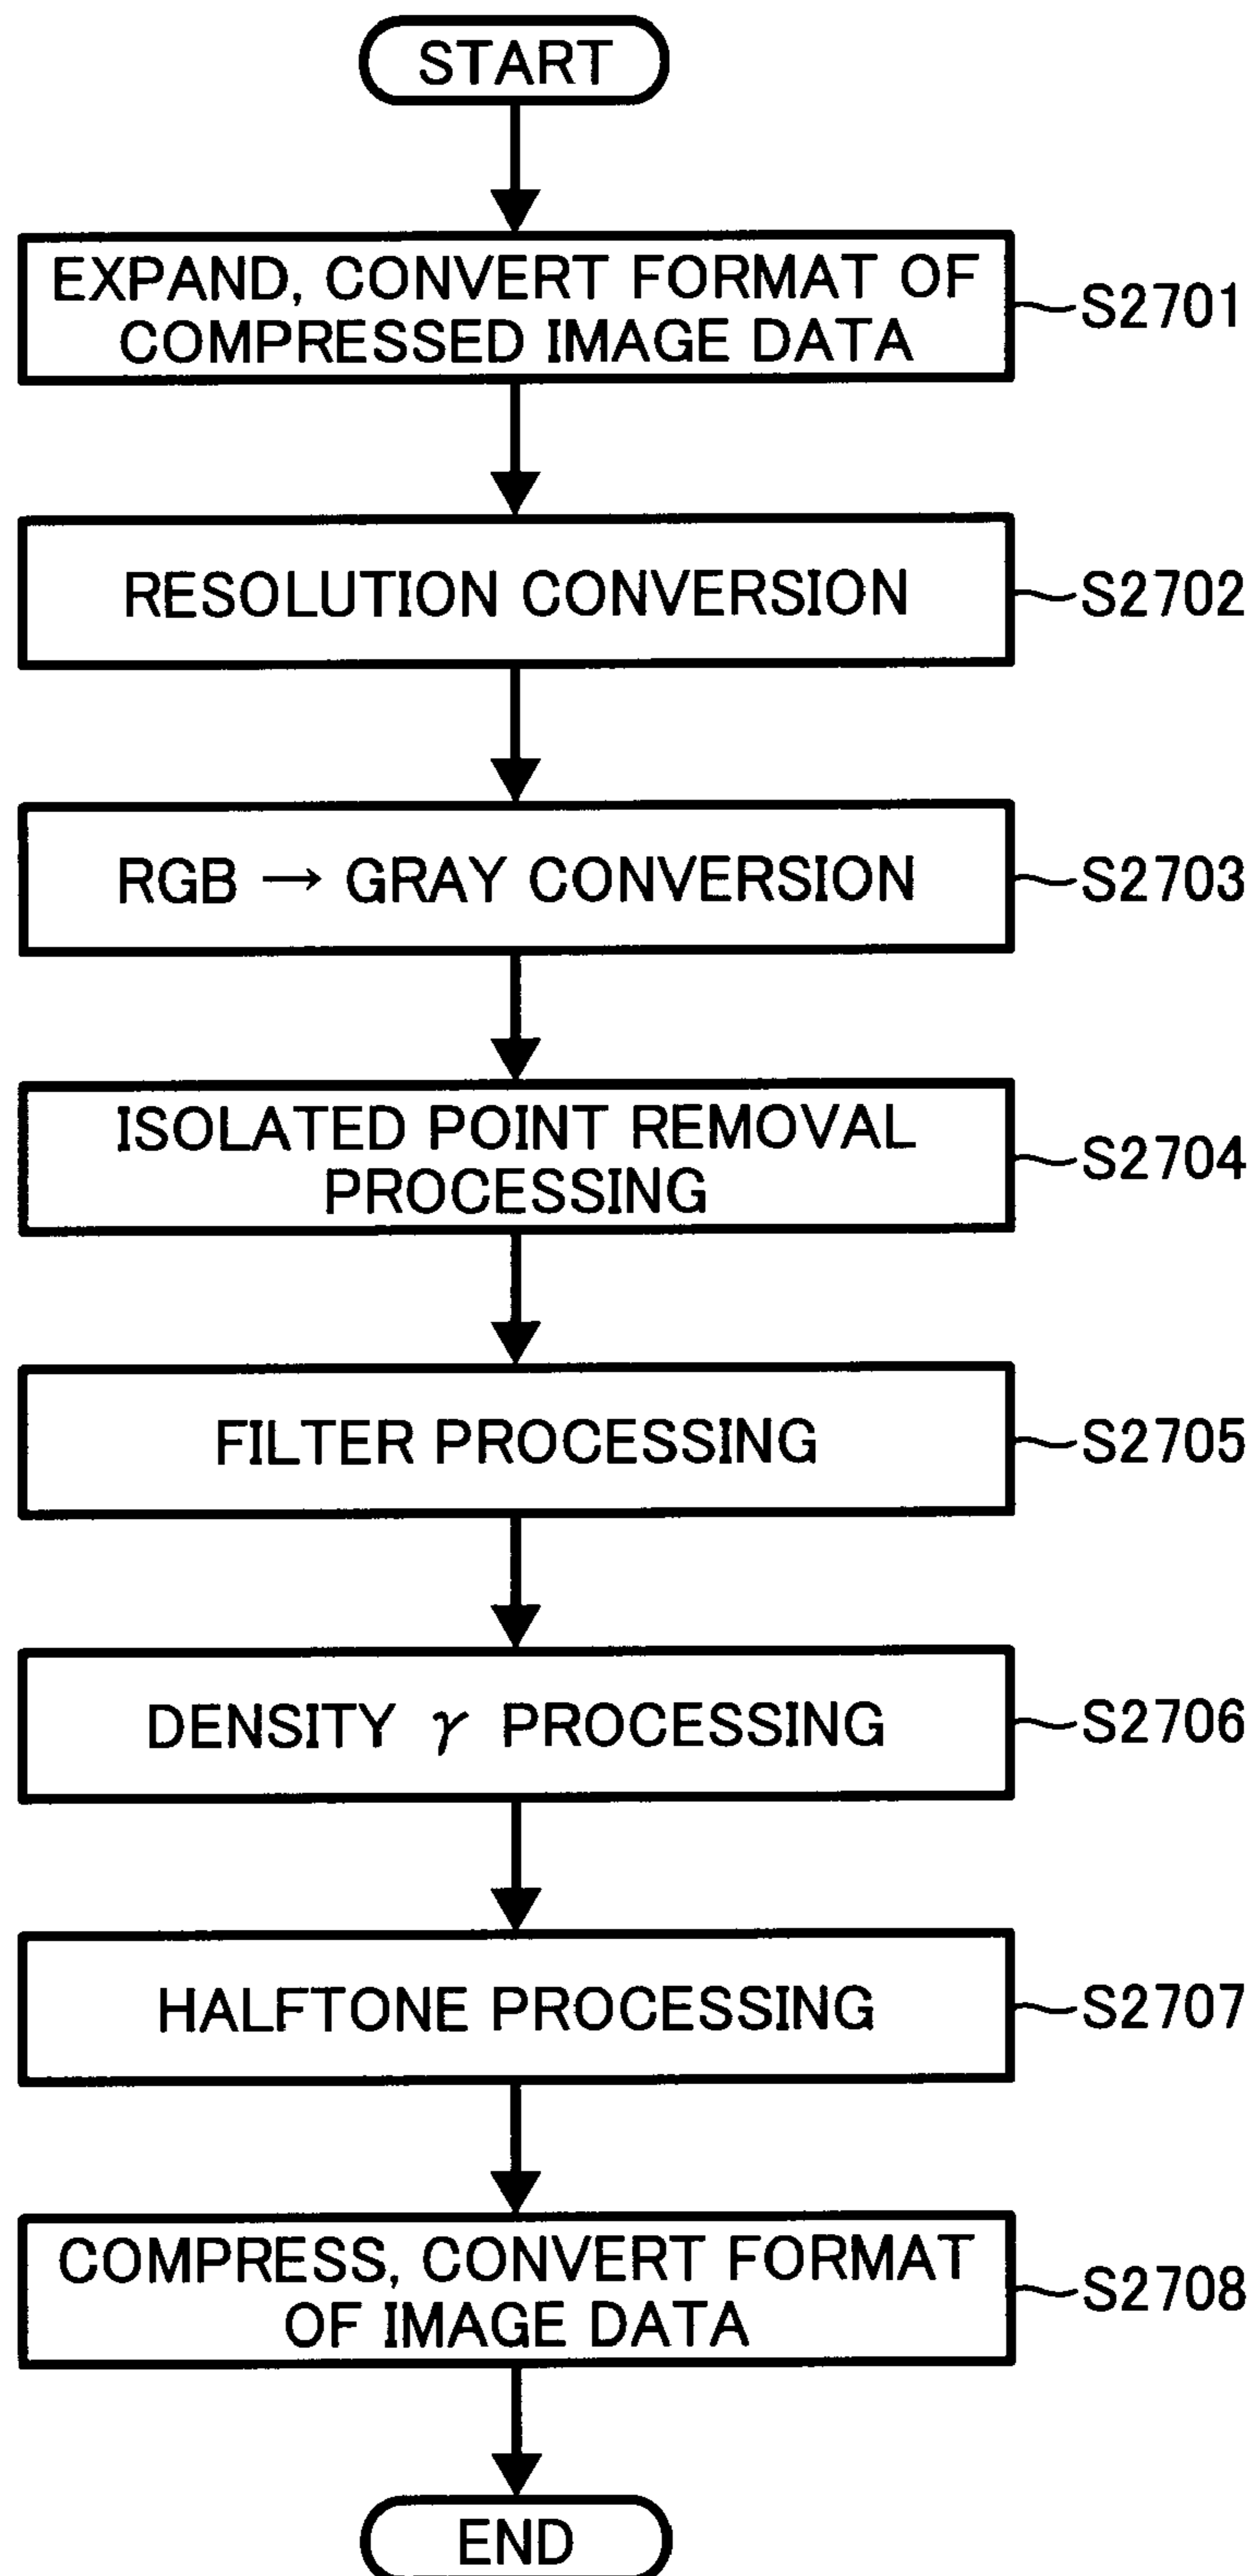 START
EXPAND, CONVERT FORMAT OF
COMPRESSED IMAGE DATA
S2701
RESOLUTION CONVERSION
S2702
RGB → GRAY CONVERSION
S2703
ISOLATED POINT REMOVAL
PROCESSING
S2704
FILTER PROCESSING
S2705
DENSITY γ PROCESSING
S2706
HALFTONE PROCESSING
S2707
COMPRESS, CONVERT FORMAT
OF IMAGE DATA
S2708
END